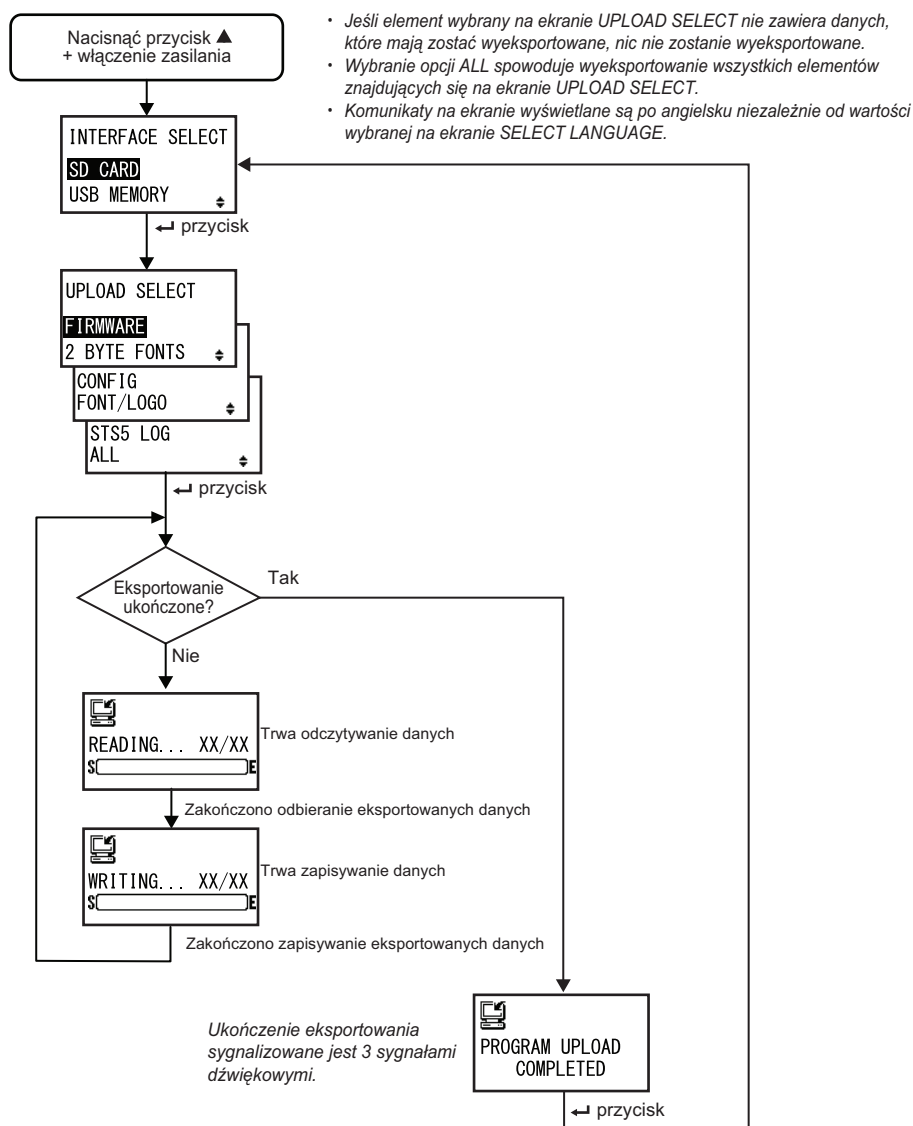 Nacisnąć przycisk ▲
+ włączenie zasilania
· Jeśli element wybrany na ekranie UPLOAD SELECT nie zawiera danych,
które mają zostać wyeksportowane, nic nie zostanie wyeksportowane.
· Wybranie opcji ALL spowoduje wyeksportowanie wszystkich elementów
znajdujących się na ekranie UPLOAD SELECT.
· Komunikaty na ekranie wyświetlane są po angielsku niezależnie od wartości
wybranej na ekranie SELECT LANGUAGE.
INTERFACE SELECT
SD CARD
USB MEMORY
↵ przycisk
UPLOAD SELECT
FIRMWARE
2 BYTE FONTS
CONFIG
FONT/LOGO
STS5 LOG
ALL
↵ przycisk
Eksportowanie
ukończone?
Tak
Nie
READING... XX/XX
S E
Trwa odczytywanie danych
Zakończono odbieranie eksportowanych danych
WRITING... XX/XX
S E
Trwa zapisywanie danych
Zakończono zapisywanie eksportowanych danych
Ukończenie eksportowania
sygnalizowane jest 3 sygnałami
dźwiękowymi.
PROGRAM UPLOAD
COMPLETED
↵ przycisk